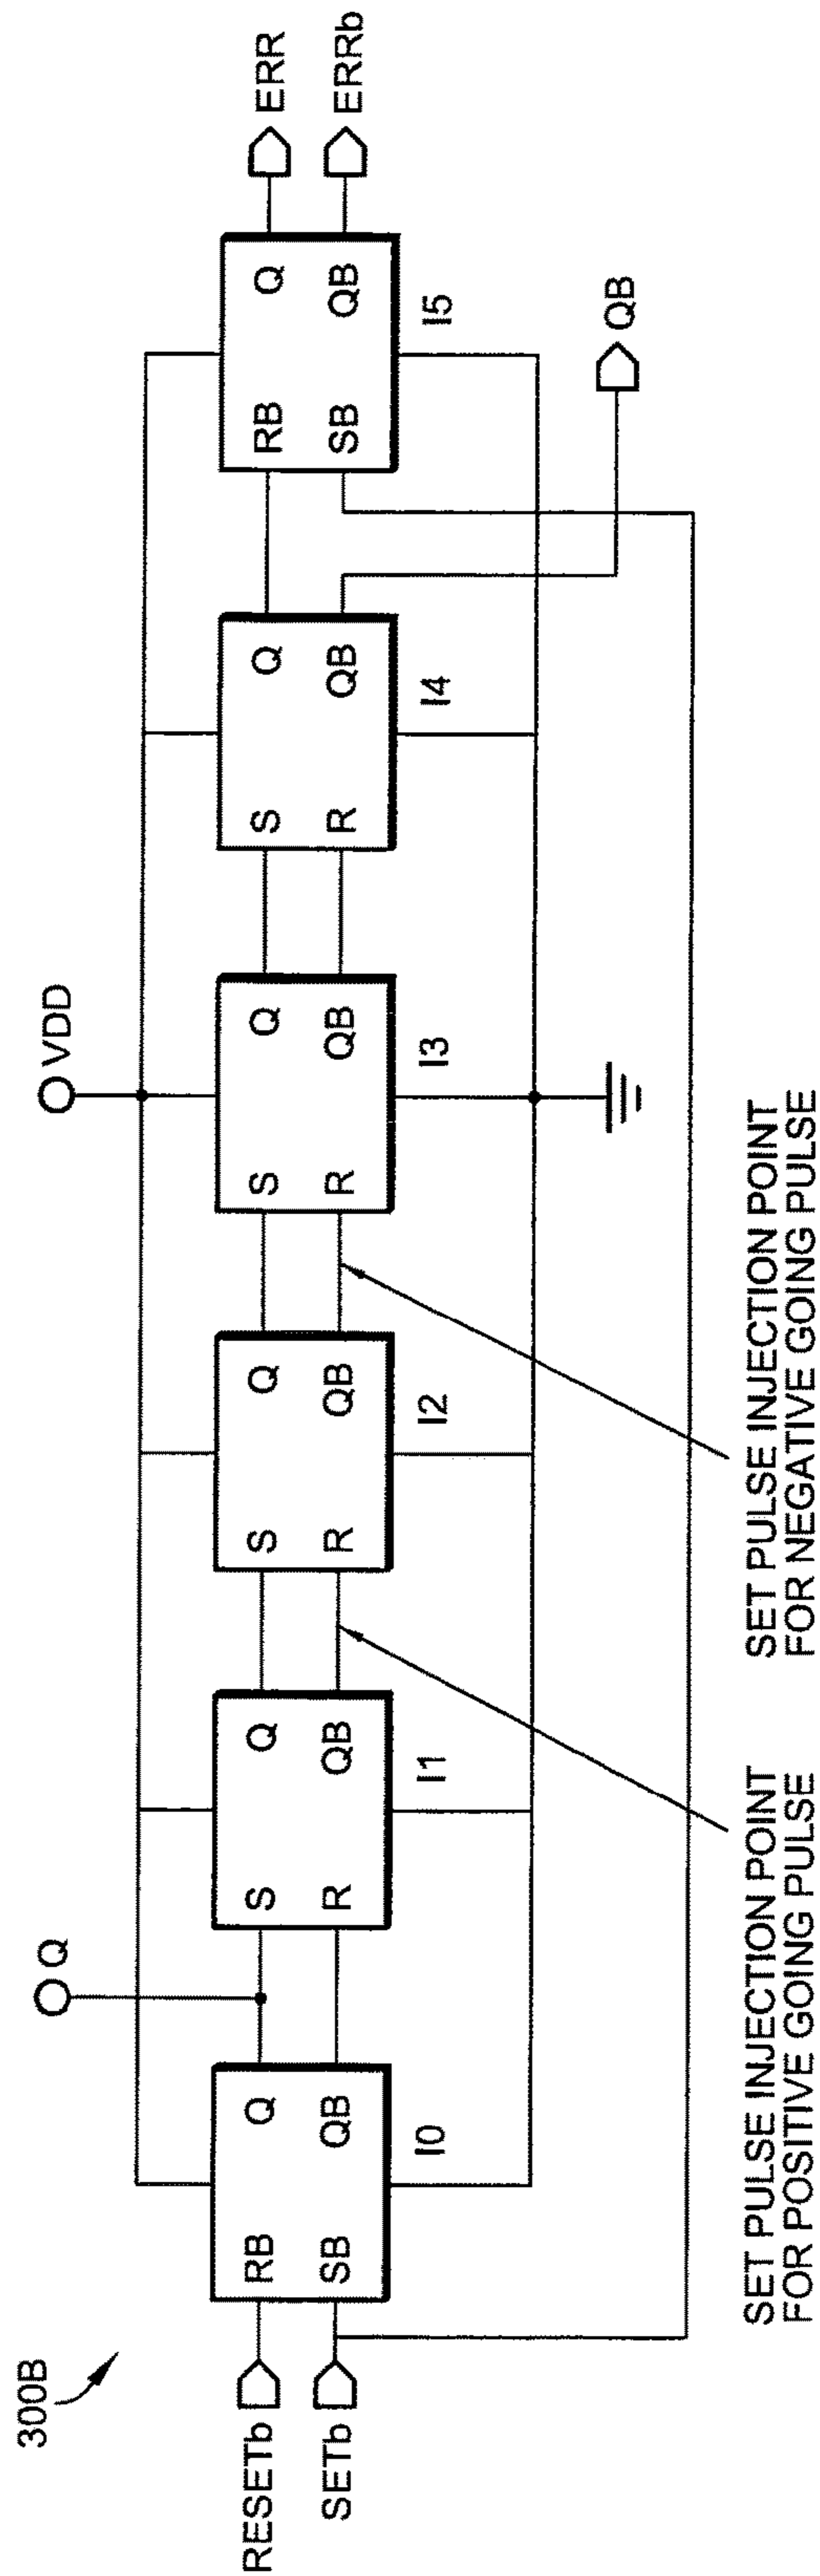 300B
VDD
Q
RESETb
SETb
RB
SB
Q
QB
I0
S
R
Q
QB
I1
S
R
Q
QB
I2
S
R
Q
QB
I3
S
R
Q
QB
I4
RB
SB
Q
QB
I5
ERR
ERRb
QB
SET PULSE INJECTION POINT
FOR POSITIVE GOING PULSE
SET PULSE INJECTION POINT
FOR NEGATIVE GOING PULSE